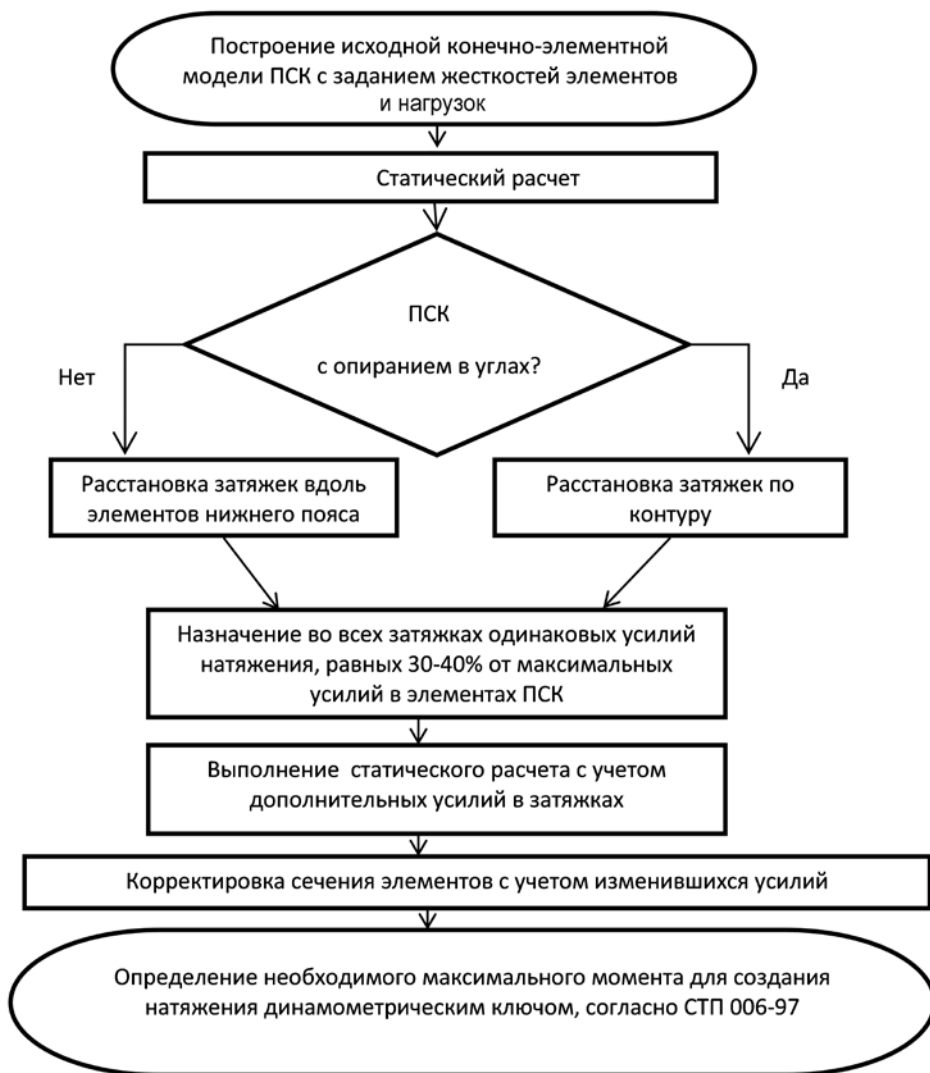 Построение исходной конечно-элементной
модели ПСК с заданием жесткостей элементов
и нагрузок
Статический расчет
ПСК
с опиранием в углах?
Нет
Да
Расстановка затяжек вдоль
элементов нижнего пояса
Расстановка затяжек по
контуру
Назначение во всех затяжках одинаковых усилий
натяжения, равных 30-40% от максимальных
усилий в элементах ПСК
Выполнение статического расчета с учетом
дополнительных усилий в затяжках
Корректировка сечения элементов с учетом изменившихся усилий
Определение необходимого максимального момента для создания
натяжения динамометрическим ключом, согласно СТП 006-97